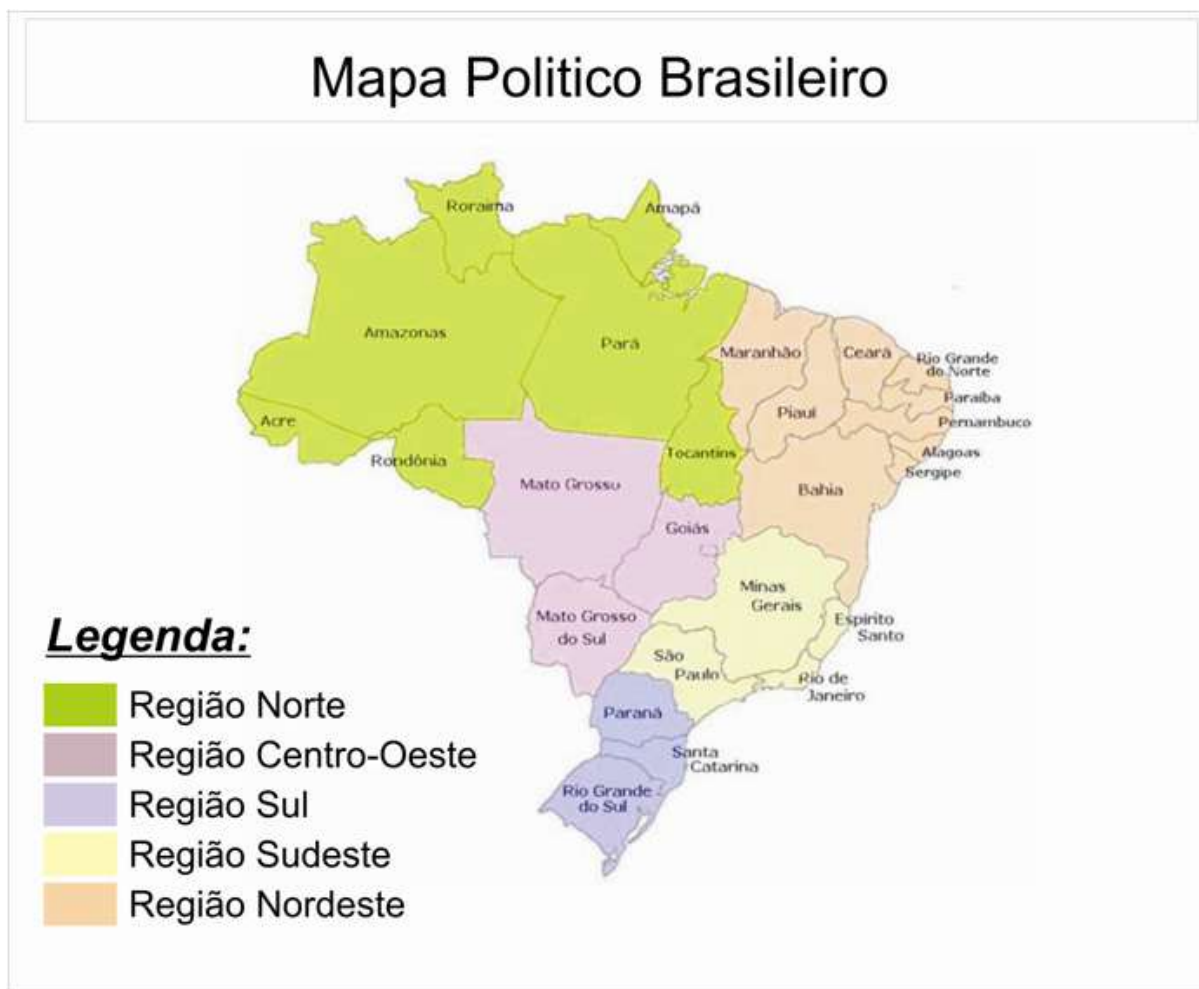 Mapa Politico Brasileiro
Roraima
Amapá
Amazonas
Pará
Maranhão
Ceará
Rio Grande
do Norte
Paraíba
Piauí
Pernambuco
Acre
Rondônia
Tocantins
Alagoas
Sergipe
Mato Grosso
Bahia
Goiás
Minas
Gerais
Mato Grosso
do Sul
Espírito
Santo
São
Paulo
Rio de
Janeiro
Paraná
Santa
Catarina
Rio Grande
do Sul
Legenda:
Região Norte
Região Centro-Oeste
Região Sul
Região Sudeste
Região Nordeste